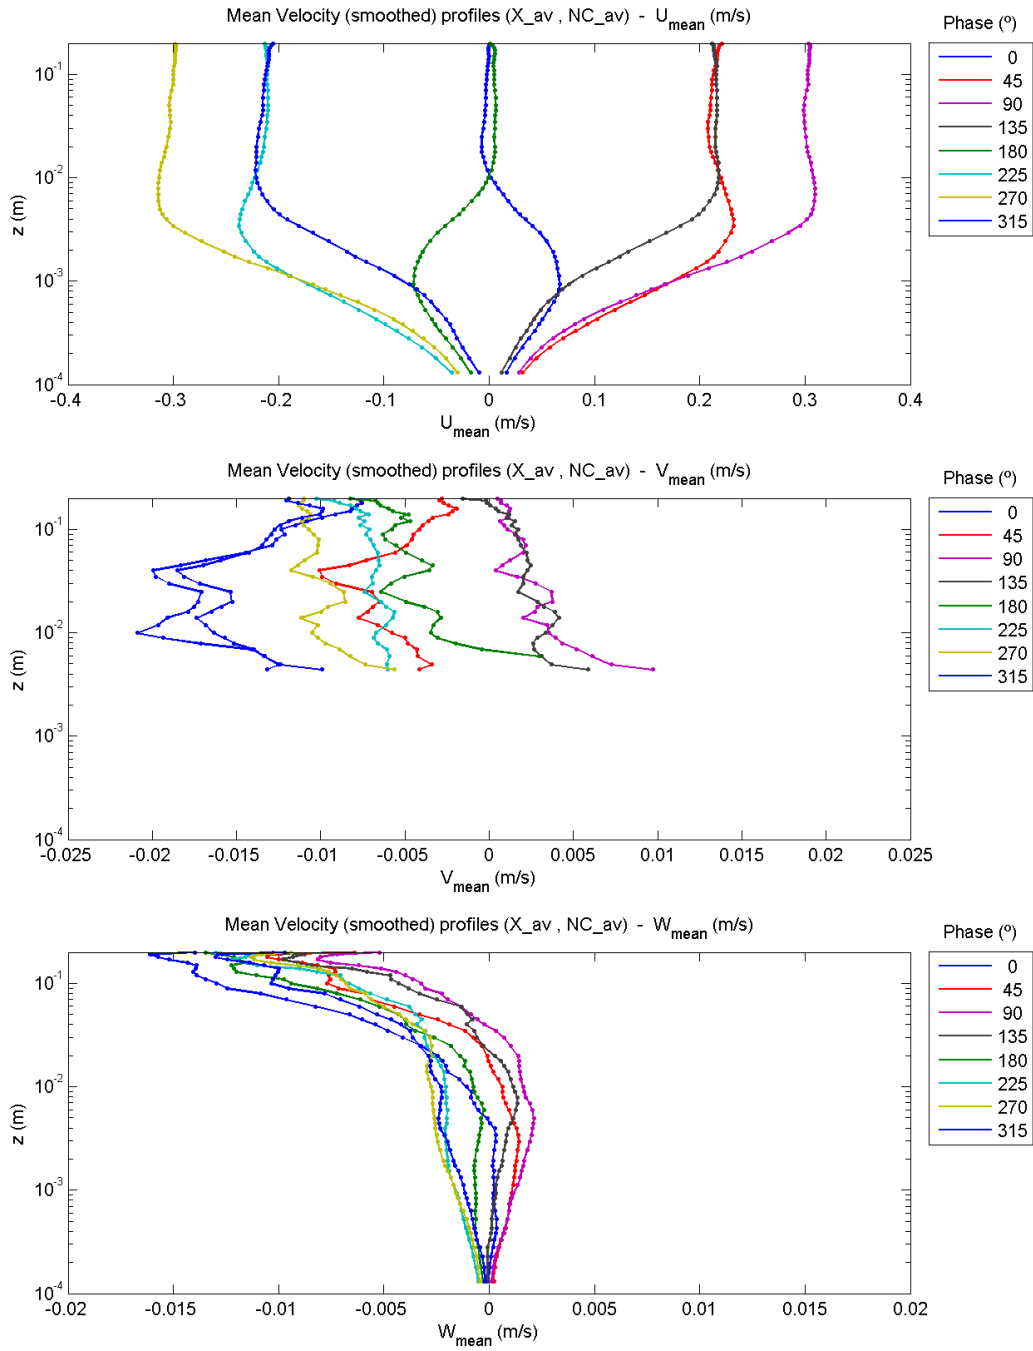 Mean Velocity (smoothed) profiles (X_av , NC_av) - U_mean (m/s)
Phase (º)
0
45
90
135
180
225
270
315
10^-1
10^-2
10^-3
10^-4
z (m)
-0.4 -0.3 -0.2 -0.1 0 0.1 0.2 0.3 0.4
U_mean (m/s)
Mean Velocity (smoothed) profiles (X_av , NC_av) - V_mean (m/s)
Phase (º)
0
45
90
135
180
225
270
315
10^-1
10^-2
10^-3
10^-4
z (m)
-0.025 -0.02 -0.015 -0.01 -0.005 0 0.005 0.01 0.015 0.02 0.025
V_mean (m/s)
Mean Velocity (smoothed) profiles (X_av , NC_av) - W_mean (m/s)
Phase (º)
0
45
90
135
180
225
270
315
10^-1
10^-2
10^-3
10^-4
z (m)
-0.02 -0.015 -0.01 -0.005 0 0.005 0.01 0.015 0.02
W_mean (m/s)